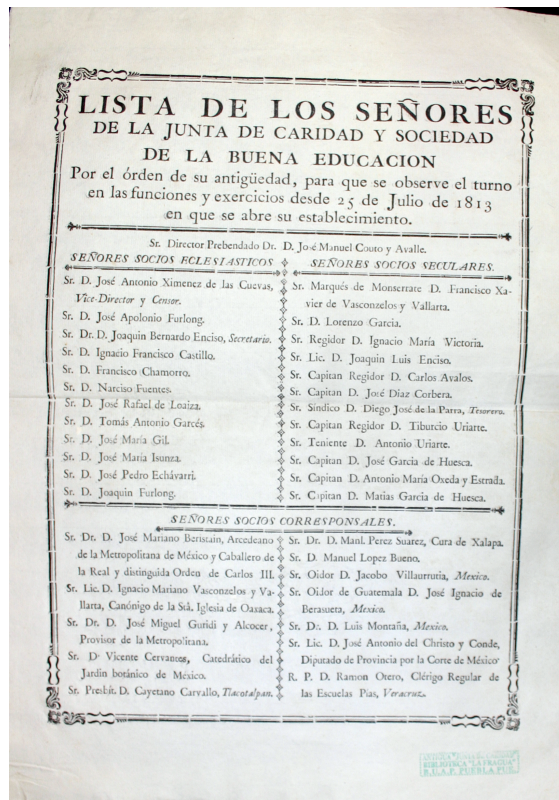 LISTA DE LOS SEÑORES
DE LA JUNTA DE CARIDAD Y SOCIEDAD
DE LA BUENA EDUCACION
Por el órden de su antigüedad, para que se observe el turno
en las funciones y exercicios desde 25 de Julio de 1813
en que se abre su establecimiento.
Sr. Director Prebendado Dr. D. José Manuel Couto y Avalle.
SEÑORES SOCIOS ECLESIASTICOS
Sr. D. José Antonio Ximenez de las Cuevas,
Vice-Director y Censor.
Sr. D. José Apolonio Furlong.
Sr. Dr. D. Joaquin Bernardo Enciso, Secretario.
Sr. D. Ignacio Francisco Castillo.
Sr. D. Francisco Chamorro.
Sr. D. Narciso Fuentes.
Sr. D. José Rafael de Loaiza.
Sr. D. Tomás Antonio Garcés.
Sr. D. José María Gil.
Sr. D. José Maria Isunza.
Sr. D. José Pedro Echávarri.
Sr. D. Joaquin Furlong.
SEÑORES SOCIOS SECULARES.
Sr. Marqués de Monserrate D. Francisco Xa-
vier de Vasconzelos y Vallarta.
Sr. D. Lorenzo Garcia.
Sr. Regidor D. Ignacio María Victoria.
Sr. Lic. D. Joaquin Luis Enciso.
Sr. Capitan Regidor D. Carlos Avalos.
Sr. Capitan D. José Diaz Corbera.
Sr. Síndico D. Diego José de la Parra, Tesorero.
Sr. Capitan Regidor D. Tiburcio Uriarte.
Sr. Teniente D. Antonio Uriarte.
Sr. Capitan D. José Garcia de Huesca.
Sr. Capitan D. Antonio María Oxeda y Estrada.
Sr. Capitan D. Matias Garcia de Huesca.
SEÑORES SOCIOS CORRESPONSALES.
Sr. Dr. D. José Mariano Beristain, Arcedeano
de la Metropolitana de México y Caballero de
la Real y distinguida Orden de Carlos III.
Sr. Lic. D. Ignacio Mariano Vasconzelos y Va-
llarta, Canónigo de la Stâ, Iglesia de Oaxaca.
Sr. Dr. D. José Miguel Guridi y Alcocer,
Provisor de la Metropolitana.
Sr. D. Vicente Cervantes, Catedrático del
Jardin botánico de México.
Sr. Presbit. D. Cayetano Carvallo, Tlacotalpan.
Sr. Dr. D. Manl. Perez Suarez, Cura de Xalapa.
Sr. D. Manuel Lopez Bueno.
Sr. Oidor D. Jacobo Villaurrutia, Mexico.
Sr. Oidor de Guatemala D. José Ignacio de
Berasueta, Mexico.
Sr. Dr. D. Luis Montaña, Mexico.
Sr. Lic. D. José Antonio del Christo y Conde,
Diputado de Provincia por la Corte de México
R. P. D. Ramon Otero, Clérigo Regular de
las Escuelas Pias, Veracruz.
BIBLIOTECA "LAFRAGUA"
B.U.A.P. PUEBLA PUE.